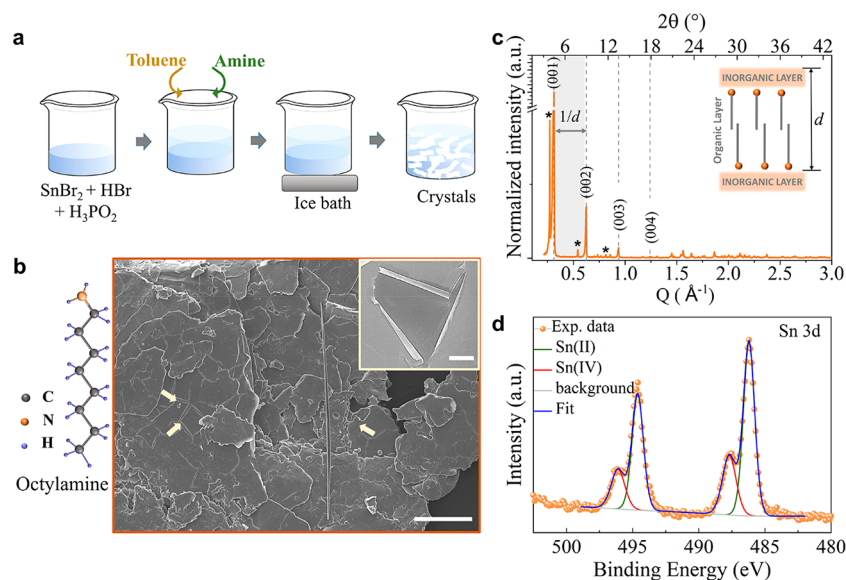 a
Toluene Amine
SnBr₂ + HBr
+ H₃PO₂
Ice bath
Crystals
b
C
N
H
Octylamine
c
2θ (°)
6 12 18 24 30 36 42
Normalized intensity (a.u.)
(001)
*
1/d
(002)
*
(003)
*
(004)
INORGANIC LAYER
Organic Layer
d
INORGANIC LAYER
0.5 1.0 1.5 2.0 2.5 3.0
Q ( Å⁻¹)
d
Exp. data
Sn(II)
Sn(IV)
background
Fit
Sn 3d
Intensity (a.u.)
500 495 490 485 480
Binding Energy (eV)